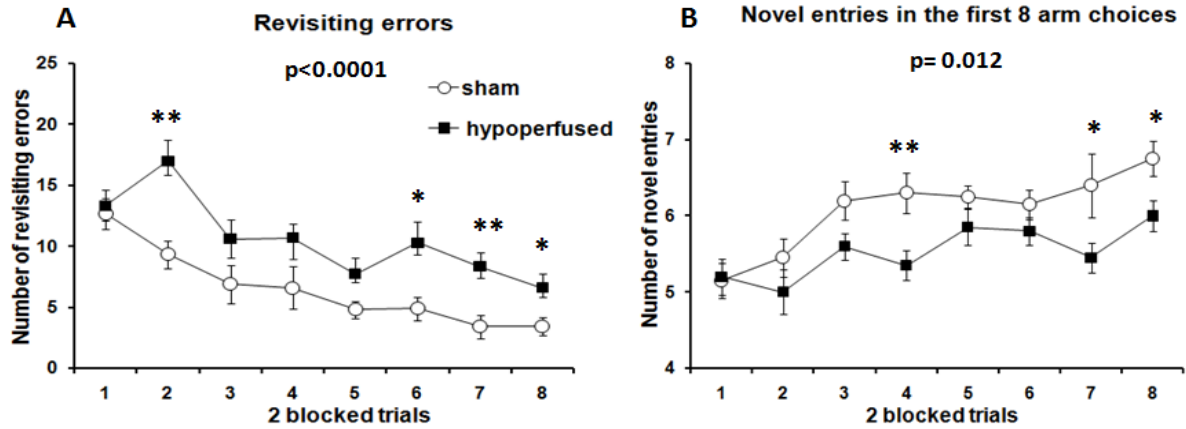 A
Revisiting errors
p<0.0001
sham
hypoperfused
Number of revisiting errors
25
20
15
10
5
0
**
*
**
*
1 2 3 4 5 6 7 8
2 blocked trials
B
Novel entries in the first 8 arm choices
p= 0.012
Number of novel entries
8
7
6
5
4
**
*
*
1 2 3 4 5 6 7 8
2 blocked trials